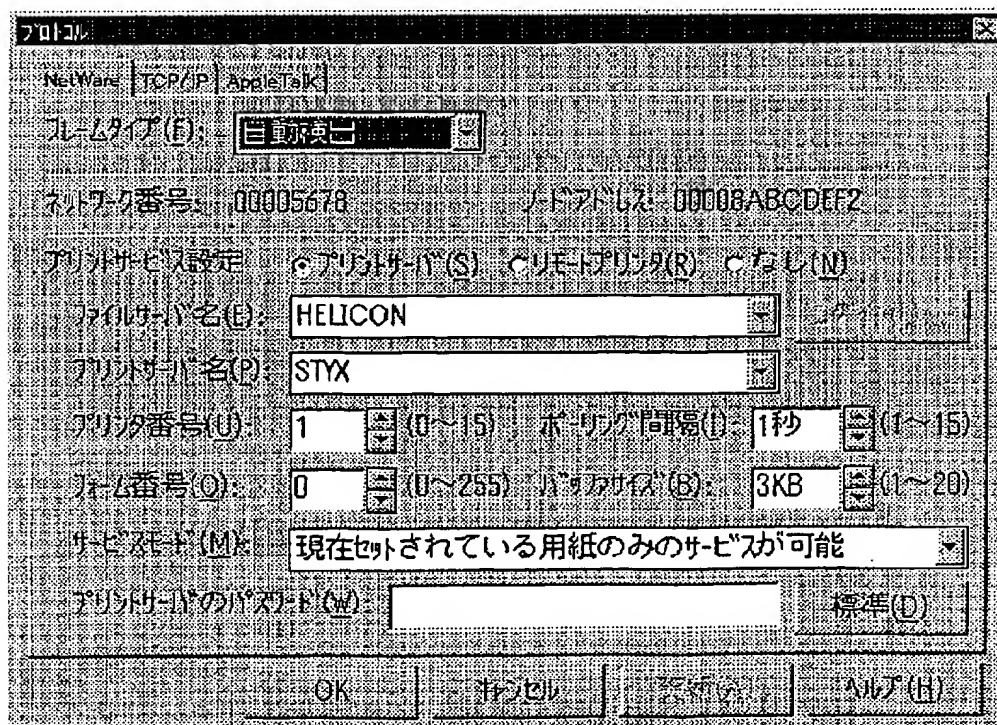 プロトコル
NetWare TCP/IP AppleTalk
フレームタイプ(F): 自動検出
ネットワーク番号: 00005678 ノードアドレス: 00008ABCDEF2
プリントサービス設定 プリントサーバ(S) リモートプリンタ(R) なし(N)
ファイルサーバ名(E): HELICON
プリントサーバ名(P): STYX
プリンタ番号(U): 1 (0～15) ポーリング間隔(I): 1秒 (1～15)
フォーム番号(O): 0 (0～255) バッファサイズ(B): 3KB (1～20)
サービスモード(M): 現在セットされている用紙のみのサービスが可能
プリントサーバのパスワード(W): 標準(D)
OK キャンセル ヘルプ(H)